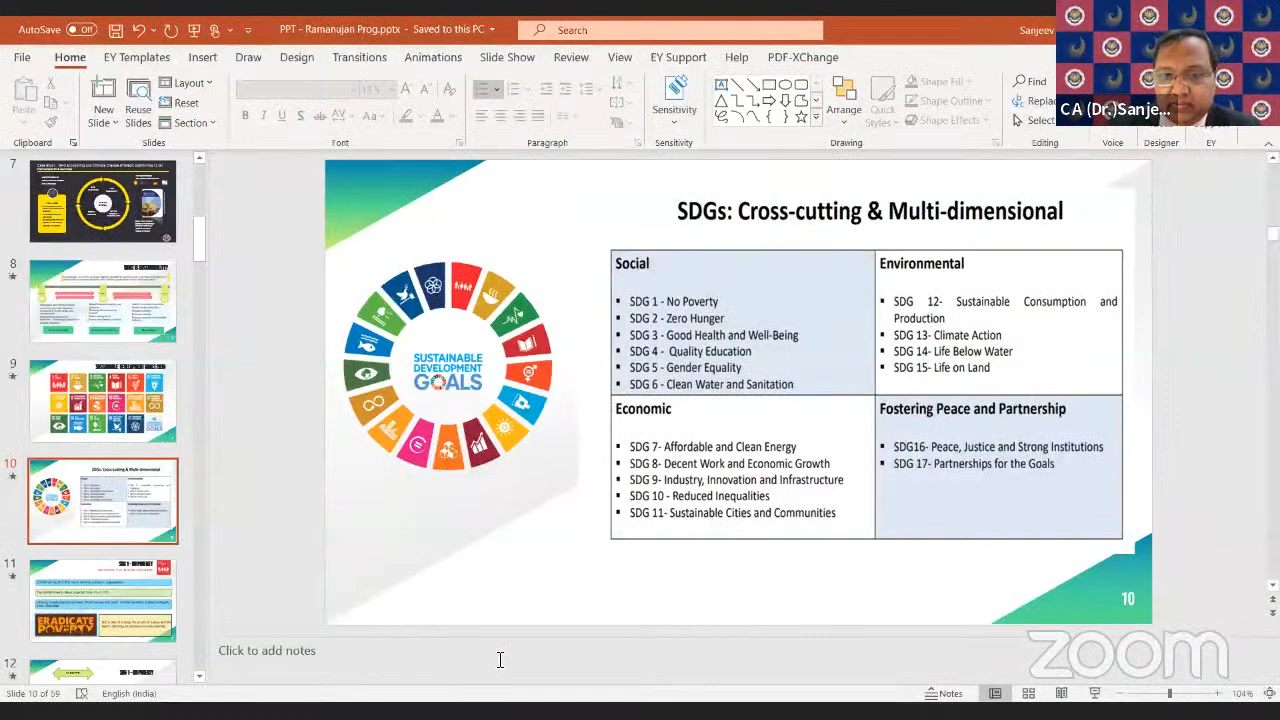 AutoSave Off PPT - Ramanujan Prog.pptx - Saved to this PC Search Sanjeev
File Home EY Templates Insert Draw Design Transitions Animations Slide Show Review View Help EY Support PDF-XChange
Paste New Slide Reuse Slides Layout Reset Section
Sensitivity Arrange Quick Styles Shape Fill Shape Outline Shape Effects Find Replac Select
C A (Dr.)Sanje...
Clipboard Slides Font Paragraph Sensitivity Drawing Editing Voice Designer EY
7
8
9
10
11
ERADICATE POVERTY
12
SDGs: Cross-cutting & Multi-dimensional
SUSTAINABLE
DEVELOPMENT
GOALS
Social
SDG 1 - No Poverty
SDG 2 - Zero Hunger
SDG 3 - Good Health and Well-Being
SDG 4 - Quality Education
SDG 5 - Gender Equality
SDG 6 - Clean Water and Sanitation
Environmental
SDG 12- Sustainable Consumption and
Production
SDG 13- Climate Action
SDG 14- Life Below Water
SDG 15- Life on Land
Economic
SDG 7- Affordable and Clean Energy
SDG 8- Decent Work and Economic Growth
SDG 9- Industry, Innovation and Infrastructure
SDG 10 - Reduced Inequalities
SDG 11- Sustainable Cities and Communities
Fostering Peace and Partnership
SDG16- Peace, Justice and Strong Institutions
SDG 17- Partnerships for the Goals
10
Click to add notes
zoom
Slide 10 of 59 English (India) Notes 104%